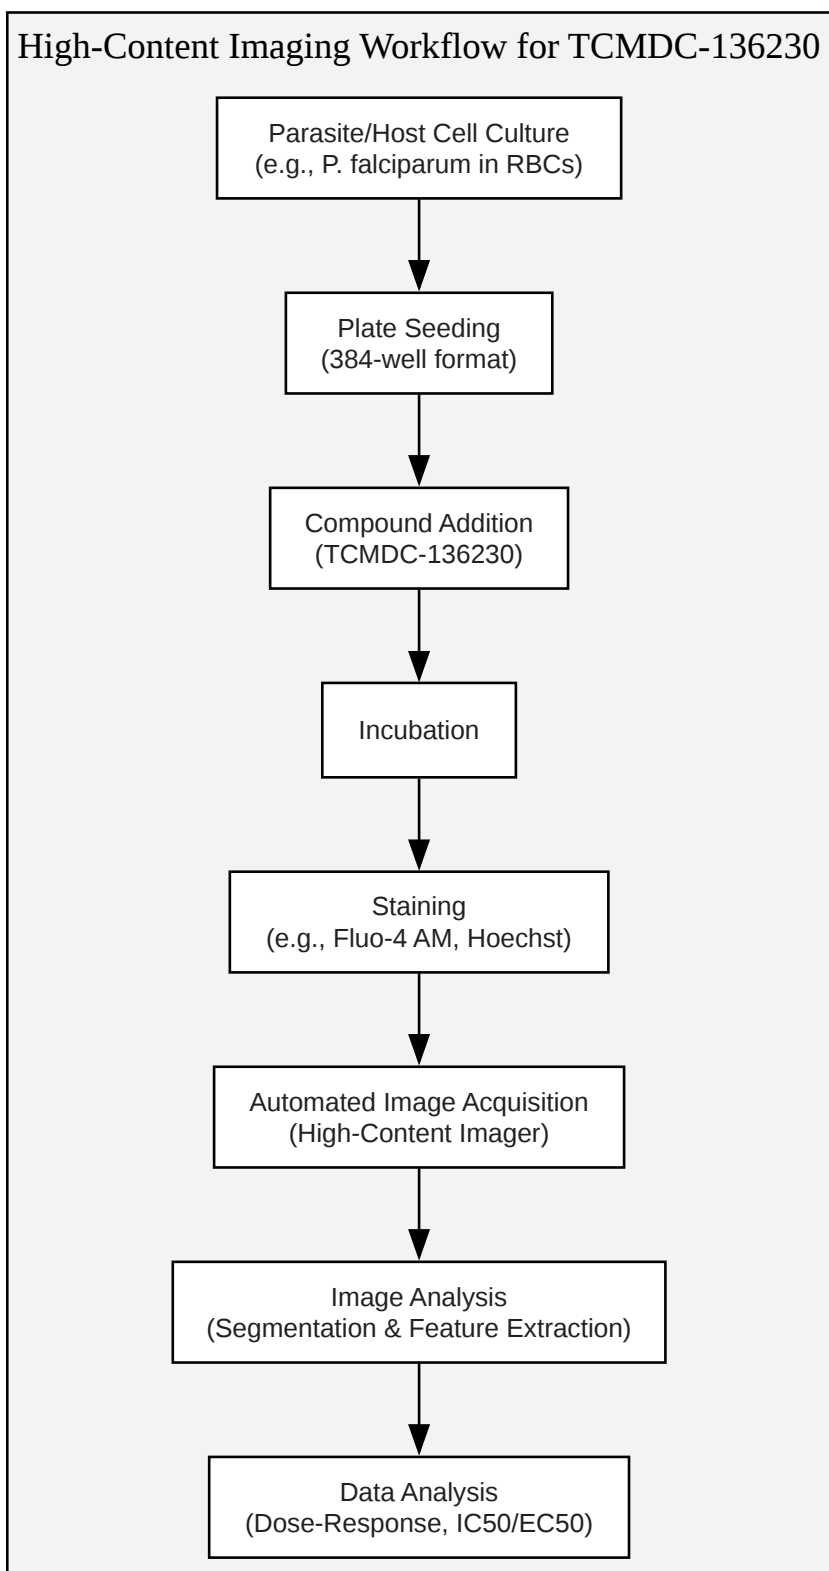 High-Content Imaging Workflow for TCMDC-136230
Parasite/Host Cell Culture
(e.g., P. falciparum in RBCs)
Plate Seeding
(384-well format)
Compound Addition
(TCMDC-136230)
Incubation
Staining
(e.g., Fluo-4 AM, Hoechst)
Automated Image Acquisition
(High-Content Imager)
Image Analysis
(Segmentation & Feature Extraction)
Data Analysis
(Dose-Response, IC50/EC50)